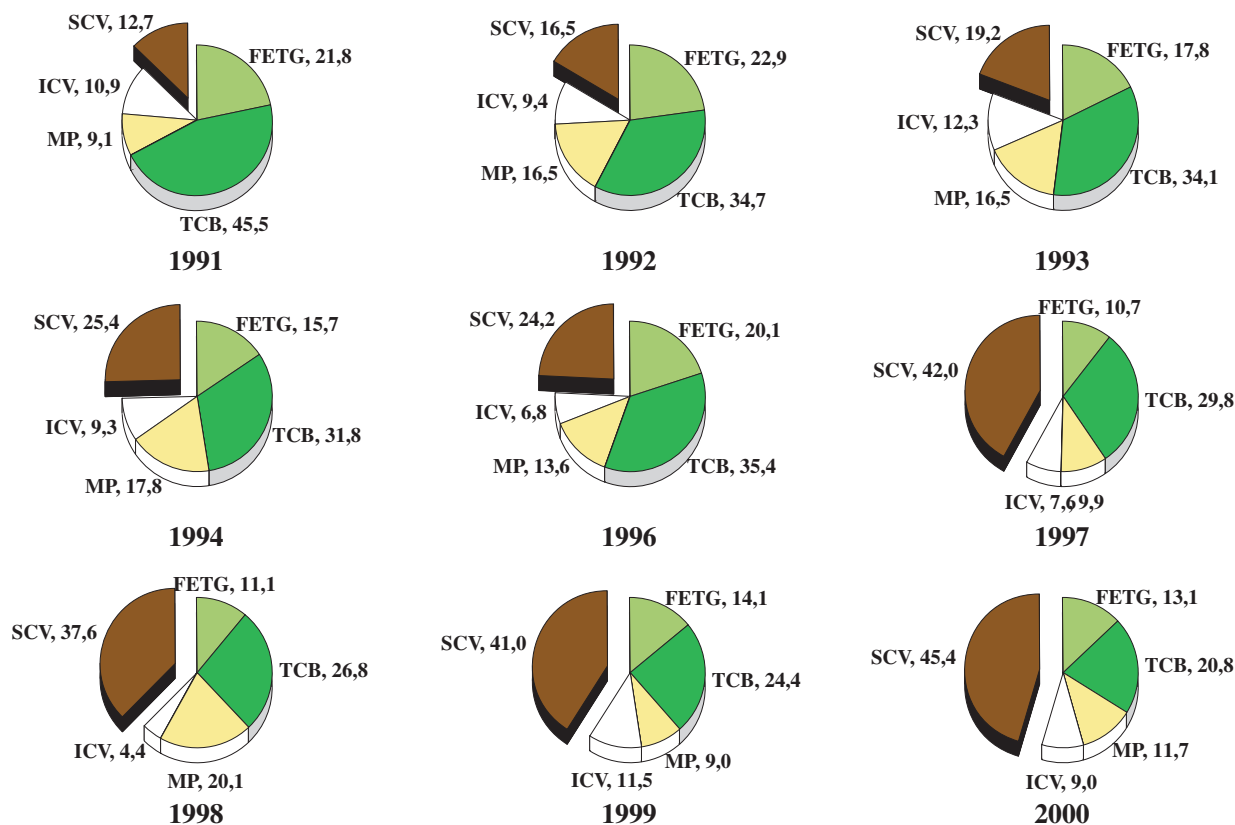 SCV, 12,7
FETG, 21,8
ICV, 10,9
MP, 9,1
TCB, 45,5
1991
SCV, 16,5
FETG, 22,9
ICV, 9,4
MP, 16,5
TCB, 34,7
1992
SCV, 19,2
FETG, 17,8
ICV, 12,3
MP, 16,5
TCB, 34,1
1993
SCV, 25,4
FETG, 15,7
ICV, 9,3
TCB, 31,8
MP, 17,8
1994
SCV, 24,2
FETG, 20,1
ICV, 6,8
MP, 13,6
TCB, 35,4
1996
FETG, 10,7
SCV, 42,0
TCB, 29,8
ICV, 7,6
9,9
1997
FETG, 11,1
SCV, 37,6
TCB, 26,8
ICV, 4,4
MP, 20,1
1998
FETG, 14,1
SCV, 41,0
TCB, 24,4
MP, 9,0
ICV, 11,5
1999
FETG, 13,1
SCV, 45,4
TCB, 20,8
MP, 11,7
ICV, 9,0
2000